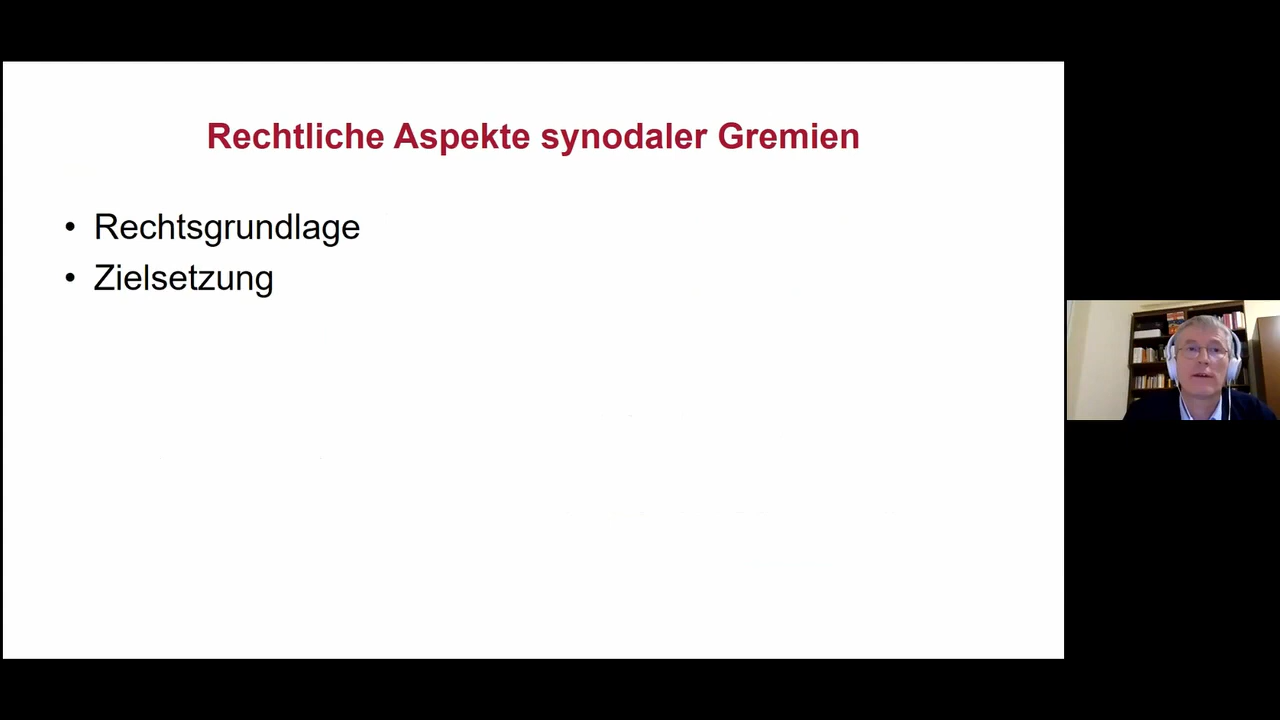 Rechtliche Aspekte synodaler Gremien
• Rechtsgrundlage
• Zielsetzung